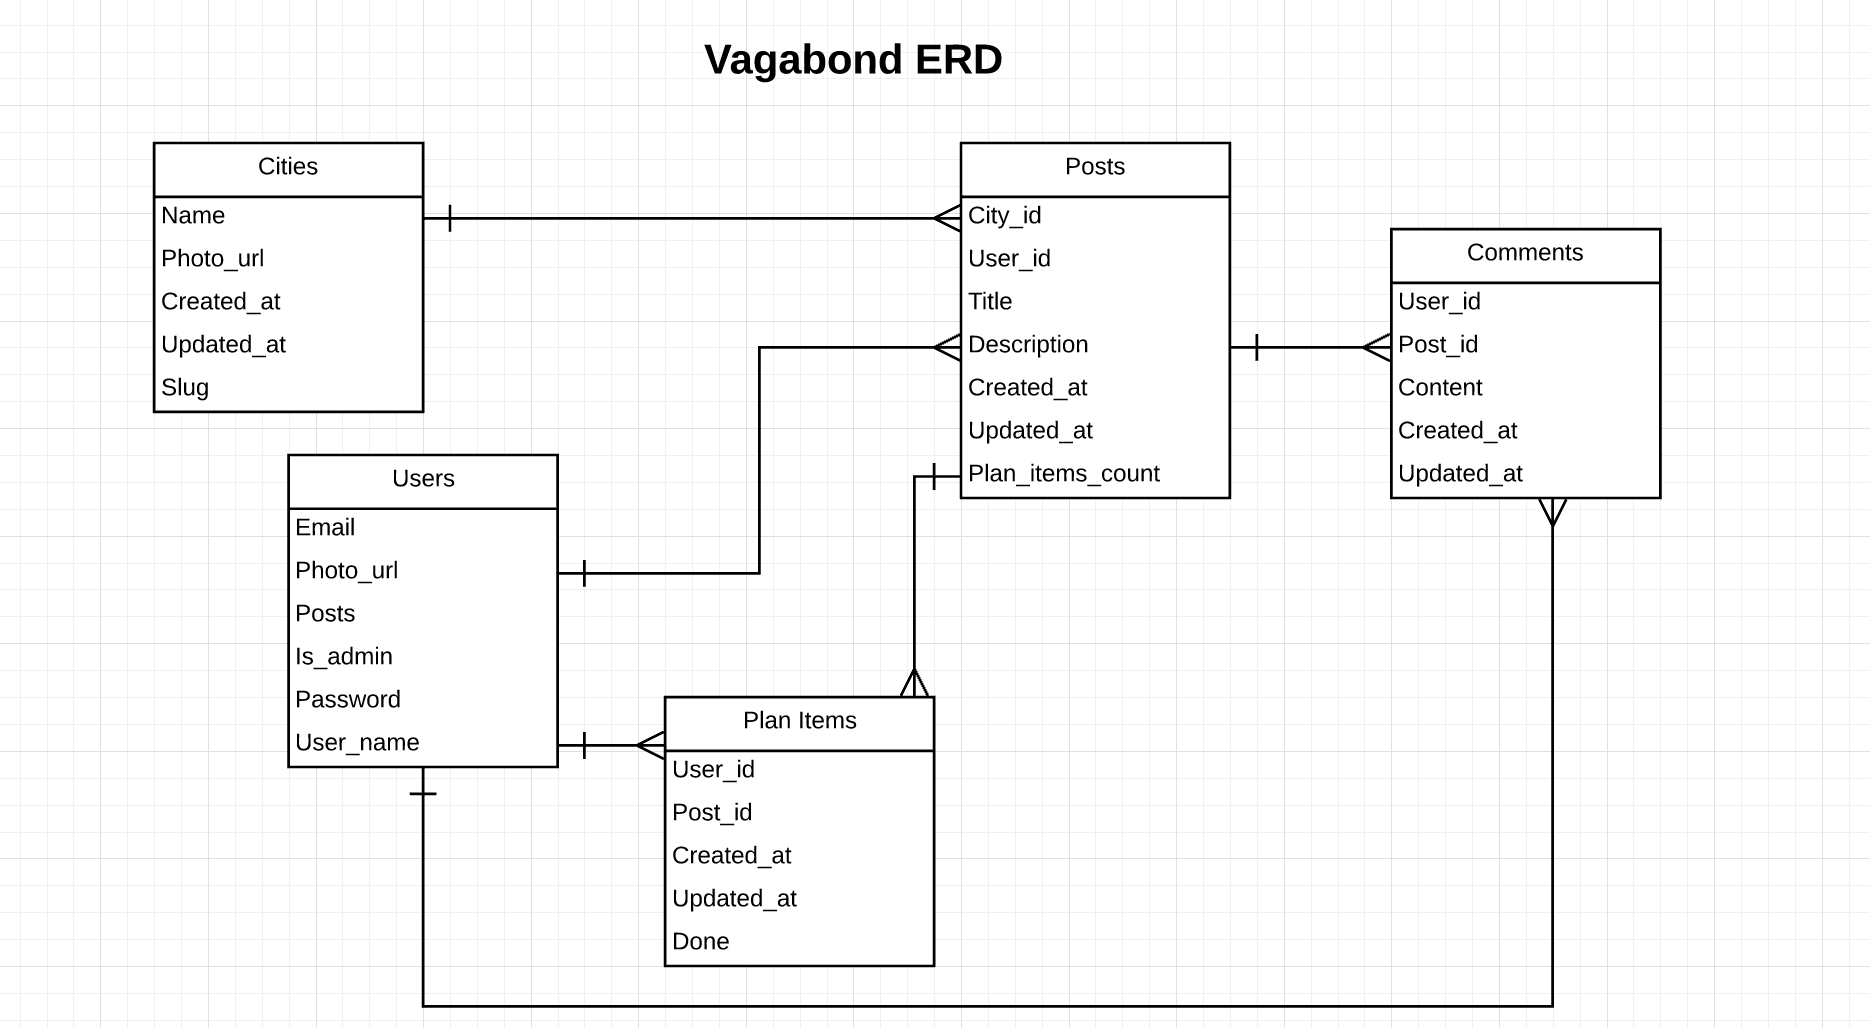 Vagabond ERD
Cities
Name
Photo_url
Created_at
Updated_at
Slug
Posts
City_id
User_id
Title
Description
Created_at
Updated_at
Plan_items_count
Comments
User_id
Post_id
Content
Created_at
Updated_at
Users
Email
Photo_url
Posts
Is_admin
Password
User_name
Plan Items
User_id
Post_id
Created_at
Updated_at
Done